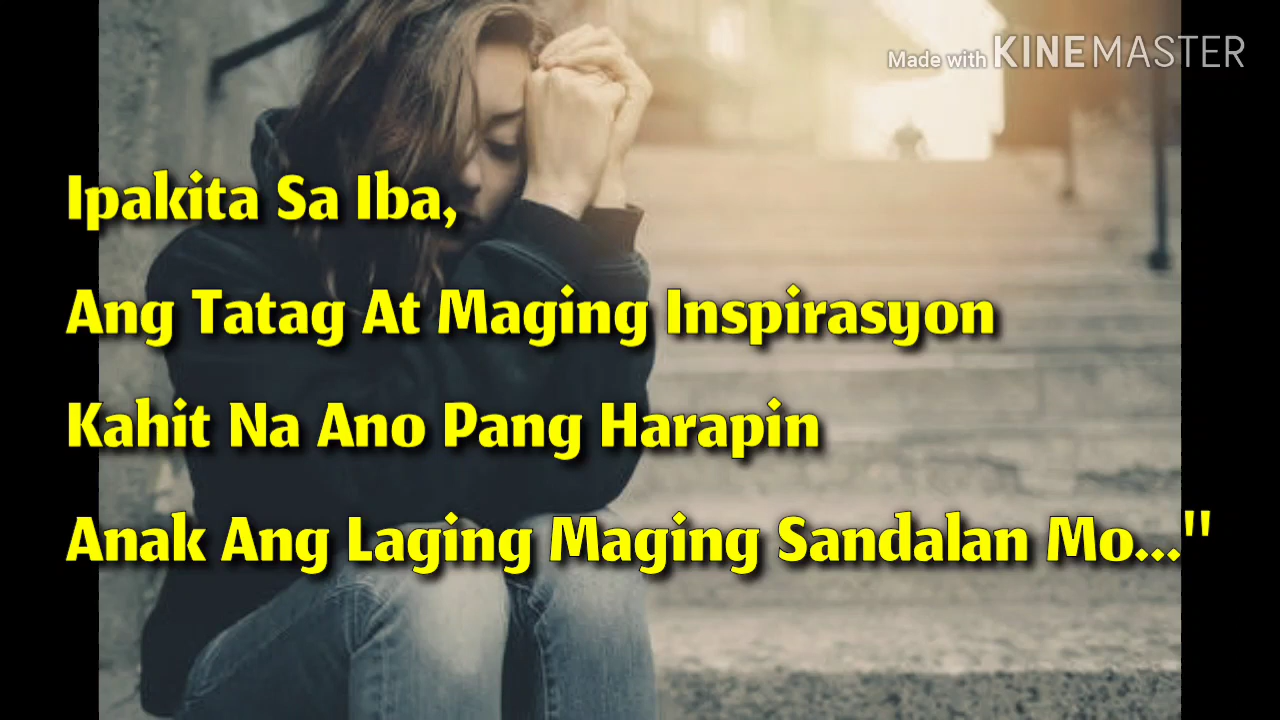 Made with KINEMASTER
Ipakita Sa Iba,
Ang Tatag At Maging Inspirasyon
Kahit Na Ano Pang Harapin
Anak Ang Laging Maging Sandalan Mo..."